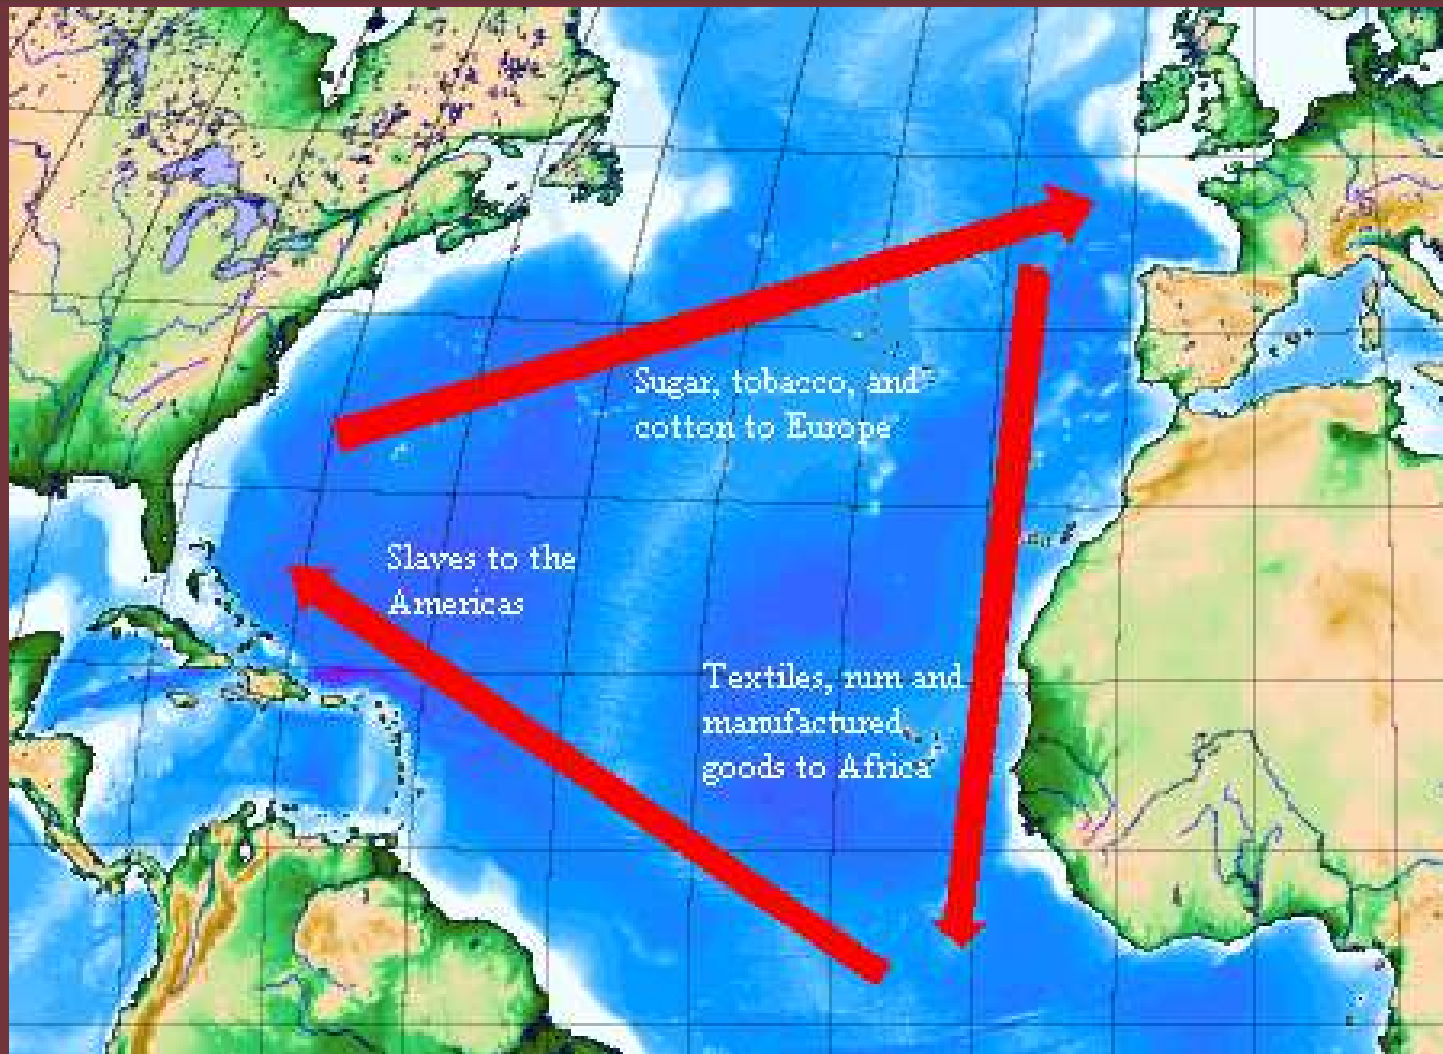 Sugar, tobacco, and
cotton to Europe
Slaves to the
Americas
Textiles, rum and
manufactured
goods to Africa